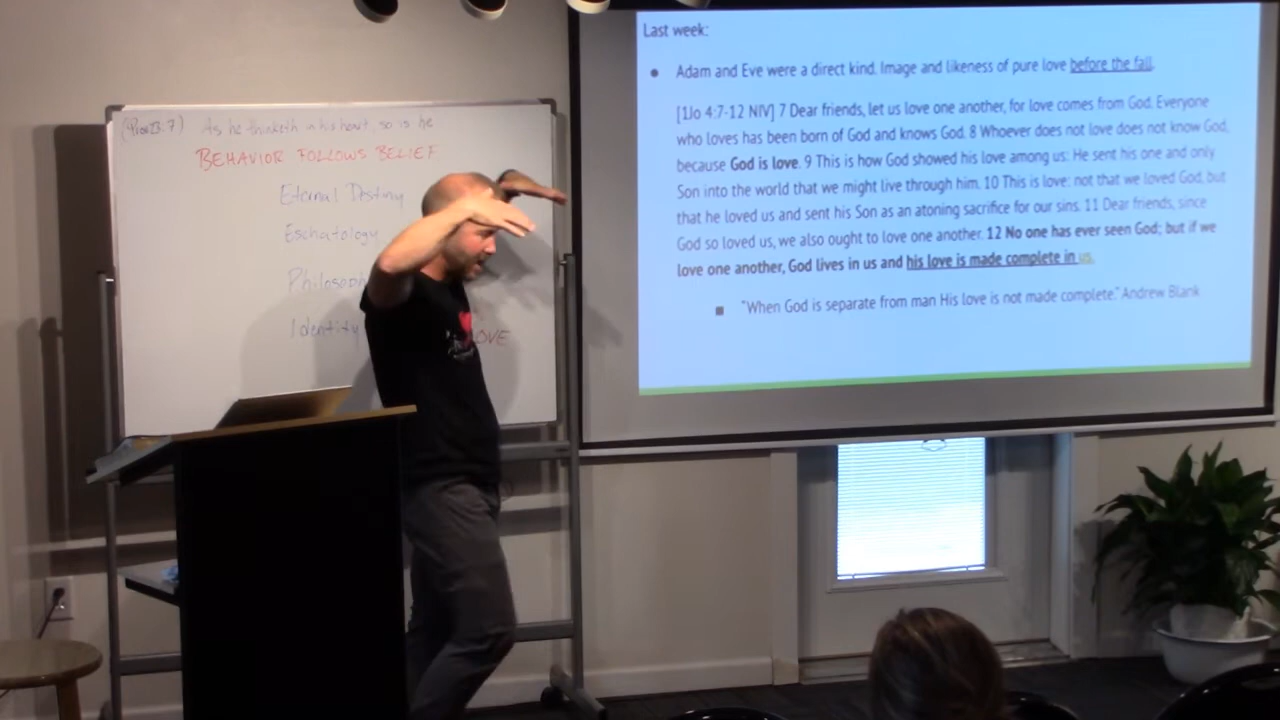 (Prov 23:7) As he thinketh in his heart, so is he
BEHAVIOR FOLLOWS BELIEF
Eternal Destiny
Eschatology
Philosoph
Identity
LOVE
Last week:
Adam and Eve were a direct kind. Image and likeness of pure love before the fall.
[1Jo 4:7-12 NIV] 7 Dear friends, let us love one another, for love comes from God. Everyone
who loves has been born of God and knows God. 8 Whoever does not love does not know God,
because God is love. 9 This is how God showed his love among us: He sent his one and only
Son into the world that we might live through him. 10 This is love: not that we loved God, but
that he loved us and sent his Son as an atoning sacrifice for our sins. 11 Dear friends, since
God so loved us, we also ought to love one another. 12 No one has ever seen God; but if we
love one another, God lives in us and his love is made complete in us.
"When God is separate from man His love is not made complete." Andrew Blank